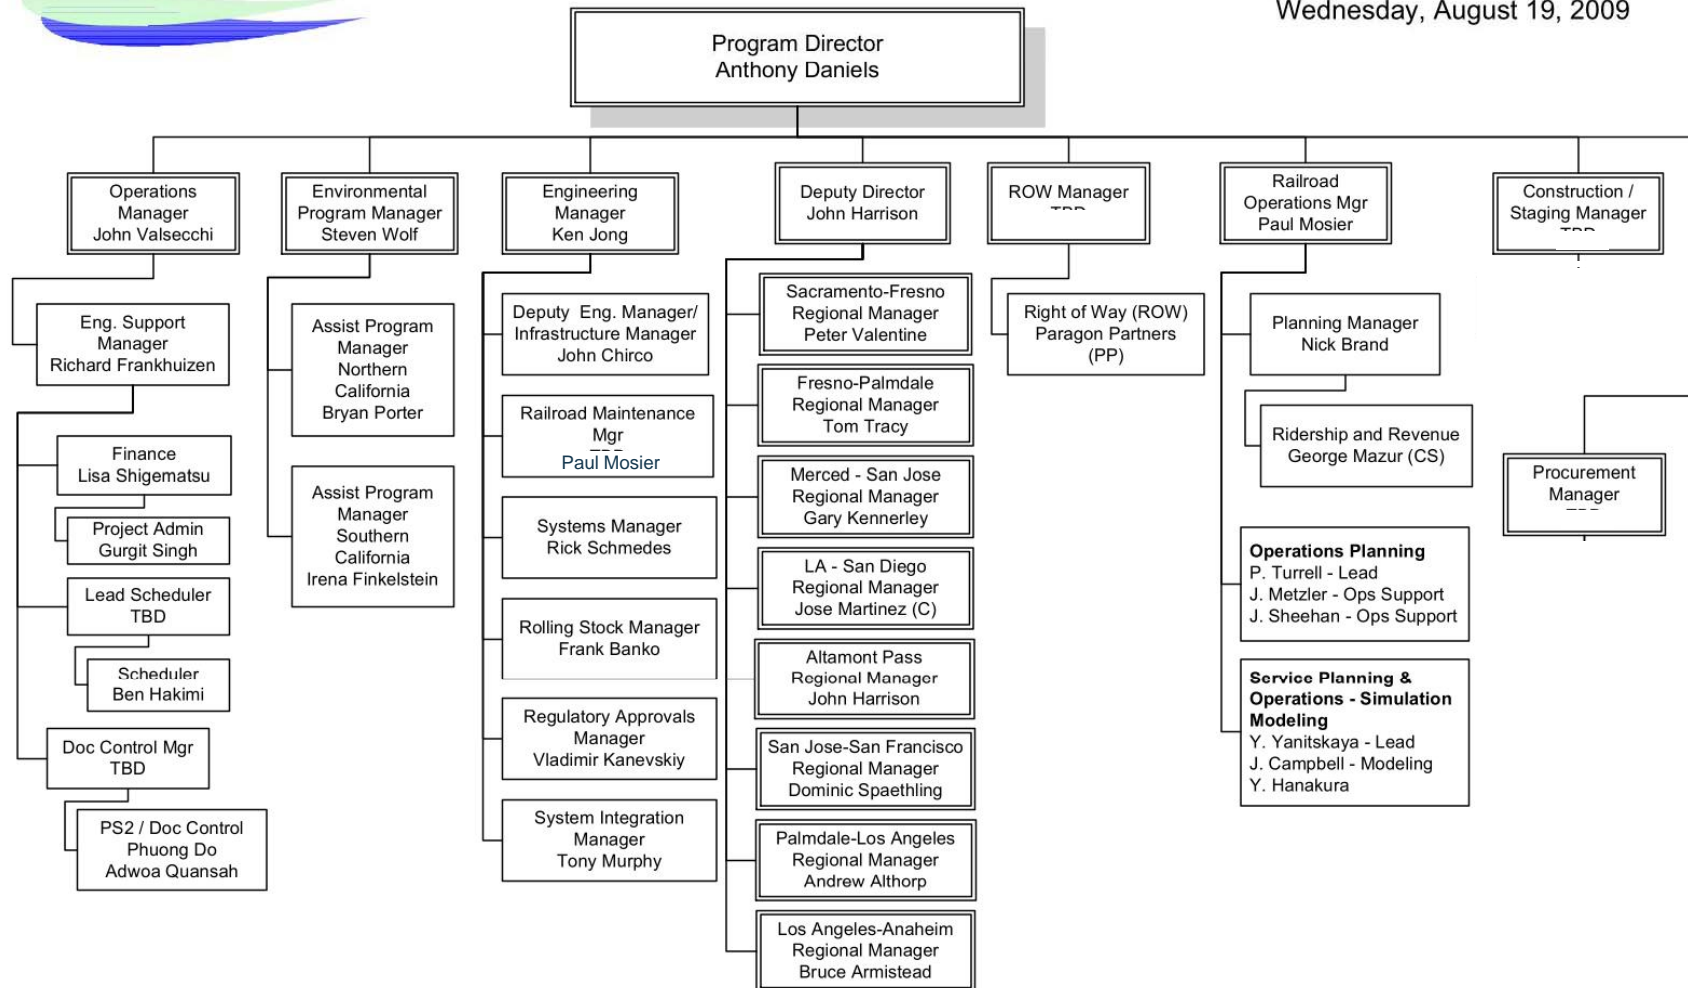 Wednesday, August 19, 2009
Program Director
Anthony Daniels
Operations
Manager
John Valsecchi
Environmental
Program Manager
Steven Wolf
Engineering
Manager
Ken Jong
Deputy Director
John Harrison
ROW Manager
Railroad
Operations Mgr
Paul Mosier
Construction /
Staging Manager
Eng. Support
Manager
Richard Frankhuizen
Finance
Lisa Shigematsu
Project Admin
Gurgit Singh
Lead Scheduler
TBD
Scheduler
Ben Hakimi
Doc Control Mgr
TBD
PS2 / Doc Control
Phuong Do
Adwoa Quansah
Assist Program
Manager
Northern
California
Bryan Porter
Assist Program
Manager
Southern
California
Irena Finkelstein
Deputy Eng. Manager/
Infrastructure Manager
John Chirco
Railroad Maintenance
Mgr
Paul Mosier
Systems Manager
Rick Schmedes
Rolling Stock Manager
Frank Banko
Regulatory Approvals
Manager
Vladimir Kanevskiy
System Integration
Manager
Tony Murphy
Sacramento-Fresno
Regional Manager
Peter Valentine
Fresno-Palmdale
Regional Manager
Tom Tracy
Merced - San Jose
Regional Manager
Gary Kennerley
LA - San Diego
Regional Manager
Jose Martinez (C)
Altamont Pass
Regional Manager
John Harrison
San Jose-San Francisco
Regional Manager
Dominic Spaethling
Palmdale-Los Angeles
Regional Manager
Andrew Althorp
Los Angeles-Anaheim
Regional Manager
Bruce Armistead
Right of Way (ROW)
Paragon Partners
(PP)
Planning Manager
Nick Brand
Ridership and Revenue
George Mazur (CS)
Operations Planning
P. Turrell - Lead
J. Metzler - Ops Support
J. Sheehan - Ops Support
Service Planning &
Operations - Simulation
Modeling
Y. Yanitskaya - Lead
J. Campbell - Modeling
Y. Hanakura
Procurement
Manager